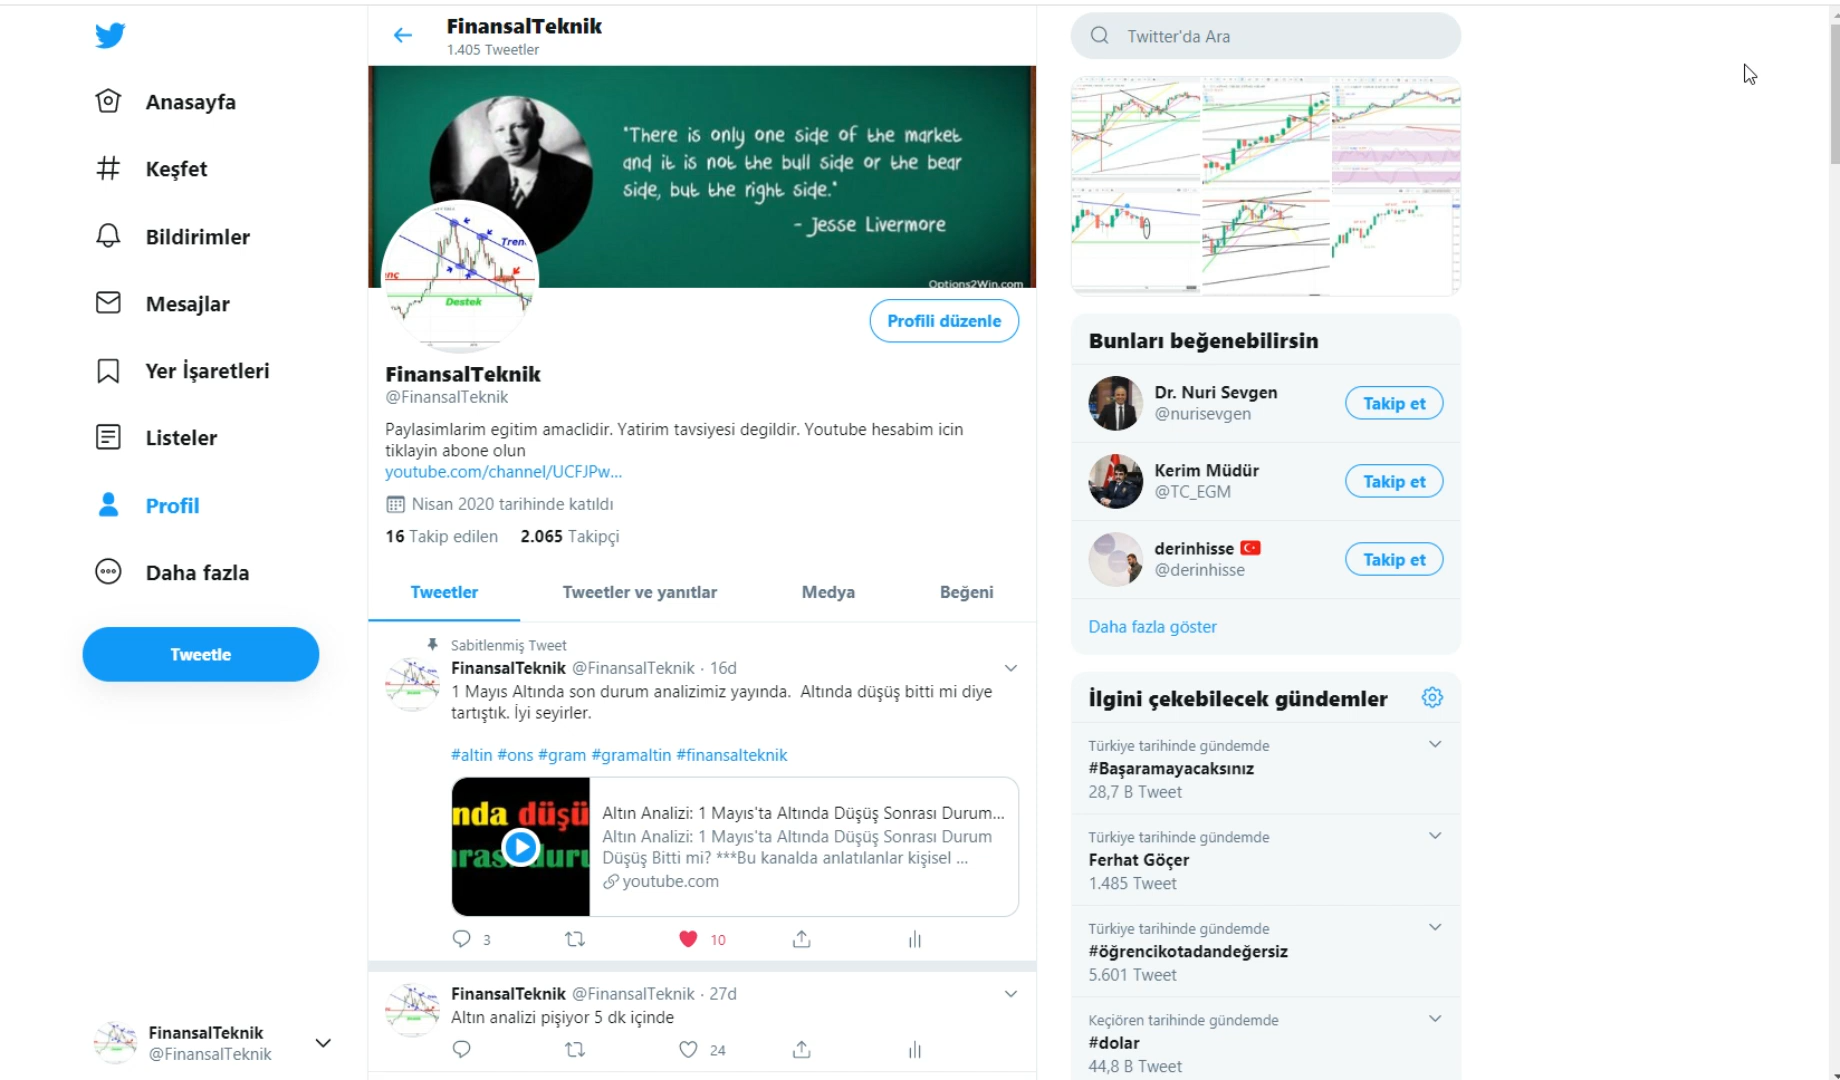 Anasayfa
Keşfet
Bildirimler
Mesajlar
Yer İşaretleri
Listeler
Profil
Daha fazla
Tweetle
FinansalTeknik
@FinansalTeknik
FinansalTeknik
1.405 Tweetler
"There is only one side of the market
and it is not the bull side or the bear
side, but the right side."
- Jesse Livermore
Options2Win.com
Tren
Destek
Profili düzenle
FinansalTeknik
@FinansalTeknik
Paylasimlarim egitim amaclidir. Yatirim tavsiyesi degildir. Youtube hesabim icin
tiklayin abone olun
youtube.com/channel/UCFJPw...
Nisan 2020 tarihinde katıldı
16 Takip edilen 2.065 Takipçi
Tweetler Tweetler ve yanıtlar Medya Beğeni
Sabitlenmiş Tweet
FinansalTeknik @FinansalTeknik · 16d
1 Mayıs Altında son durum analizimiz yayında. Altında düşüş bitti mi diye
tartıştık. İyi seyirler.
#altin #ons #gram #gramaltin #finansalteknik
nda düşü
rası duru
Altın Analizi: 1 Mayıs'ta Altında Düşüş Sonrası Durum...
Altın Analizi: 1 Mayıs'ta Altında Düşüş Sonrası Durum
Düşüş Bitti mi? ***Bu kanalda anlatılanlar kişisel ...
youtube.com
3 10
FinansalTeknik @FinansalTeknik · 27d
Altın analizi pişiyor 5 dk içinde
24
Twitter'da Ara
Bunları beğenebilirsin
Dr. Nuri Sevgen
@nurisevgen
Takip et
Kerim Müdür
@TC_EGM
Takip et
derinhisse
@derinhisse
Takip et
Daha fazla göster
İlgini çekebilecek gündemler
Türkiye tarihinde gündemde
#Başaramayacaksınız
28,7 B Tweet
Türkiye tarihinde gündemde
Ferhat Göçer
1.485 Tweet
Türkiye tarihinde gündemde
#öğrencikotadandeğersiz
5.601 Tweet
Keçiören tarihinde gündemde
#dolar
44,8 B Tweet